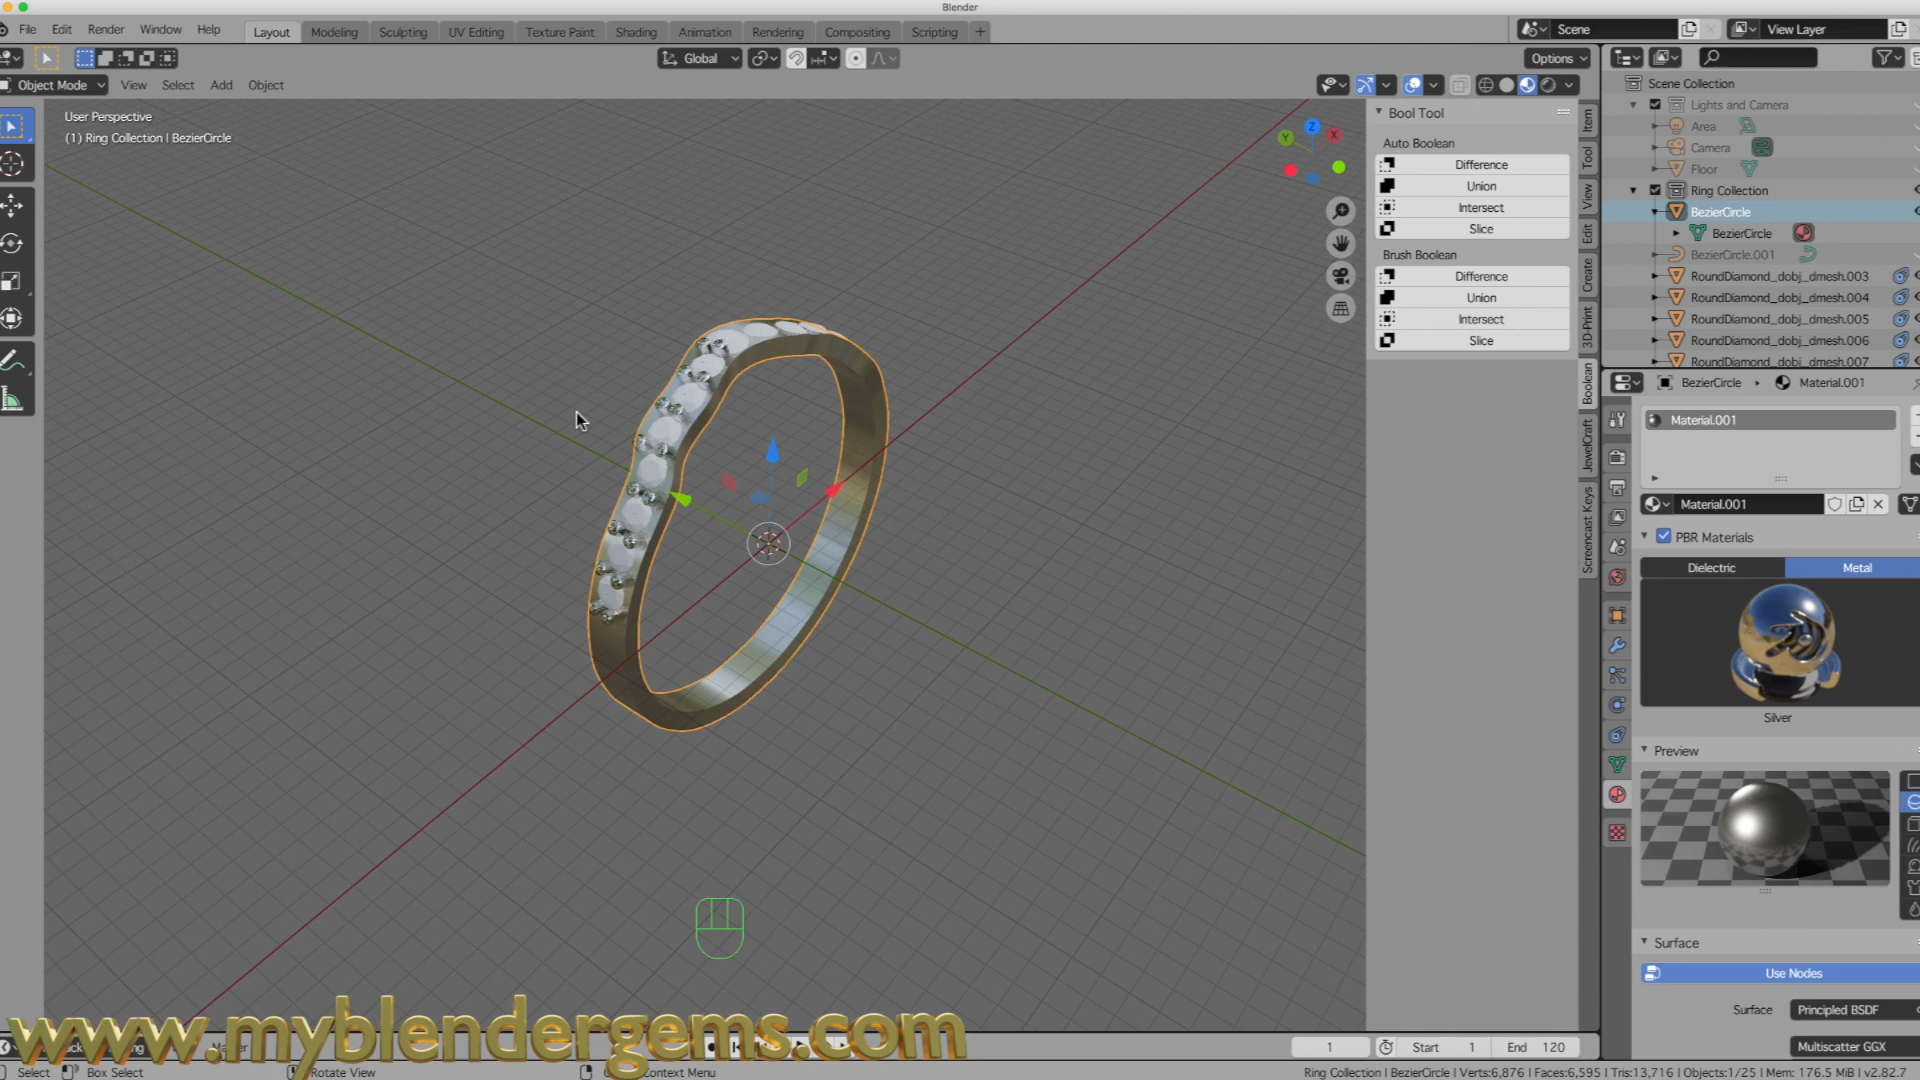 Blender
File Edit Render Window Help Layout Modeling Sculpting UV Editing Texture Paint Shading Animation Rendering Compositing Scripting + Scene View Layer
Global Options
Object Mode View Select Add Object
User Perspective
(1) Ring Collection | BezierCircle
Z
Y
X
Bool Tool
Auto Boolean
Difference
Union
Intersect
Slice
Brush Boolean
Difference
Union
Intersect
Slice
Item
Tool
View
Edit
Create
3D-Print
Boolean
JewelCraft
Screencast Keys
Scene Collection
Lights and Camera
Area
Camera
Floor
Ring Collection
BezierCircle
BezierCircle
BezierCircle.001
RoundDiamond_dobj_dmesh.003
RoundDiamond_dobj_dmesh.004
RoundDiamond_dobj_dmesh.005
RoundDiamond_dobj_dmesh.006
RoundDiamond_dobj_dmesh.007
BezierCircle Material.001
Material.001
Material.001
PBR Materials
Dielectric Metal
Silver
Preview
Surface
Use Nodes
Surface Principled BSDF
Multiscatter GGX
www.myblendergems.com
1 Start 1 End 120
Select Box Select Rotate View Context Menu
Ring Collection | BezierCircle | Verts:6,876 | Faces:6,595 | Tris:13,716 | Objects:1/25 | Mem: 176.5 MiB | v2.82.7